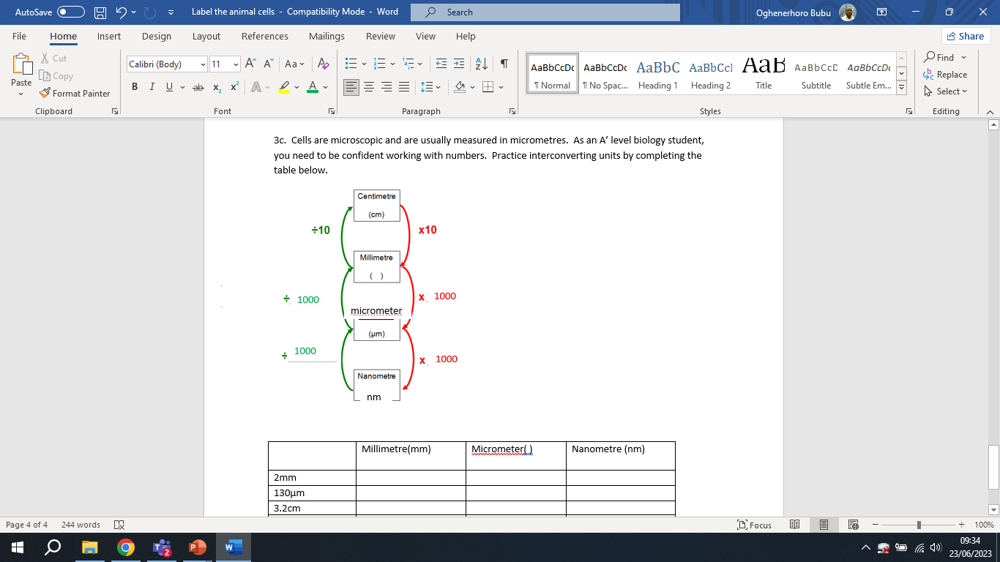 AutoSave Label the animal cells - Compatibility Mode - Word Search Oghenerhoro Bubu
File Home Insert Design Layout References Mailings Review View Help Share
Paste Cut Copy Format Painter
Calibri (Body) 11 A A Aa A
B I U ab x2 x2 A A
AaBbCcDc AaBbCcDc AaBbC AaBbCcI AaB AaBbCcD AaBbCcDc
¶ Normal ¶ No Spac... Heading 1 Heading 2 Title Subtitle Subtle Em...
Find
Replace
Select
Clipboard Font Paragraph Styles Editing
3c. Cells are microscopic and are usually measured in micrometres. As an A’ level biology student,
you need to be confident working with numbers. Practice interconverting units by completing the
table below.
Centimetre
(cm)
÷10 x10
Millimetre
( )
÷ 1000 x 1000
micrometer
(µm)
÷ 1000 x 1000
Nanometre
nm
Millimetre(mm) Micrometer( ) Nanometre (nm)
2mm
130µm
3.2cm
Page 4 of 4 244 words Focus 100%
2
09:34
23/06/2023